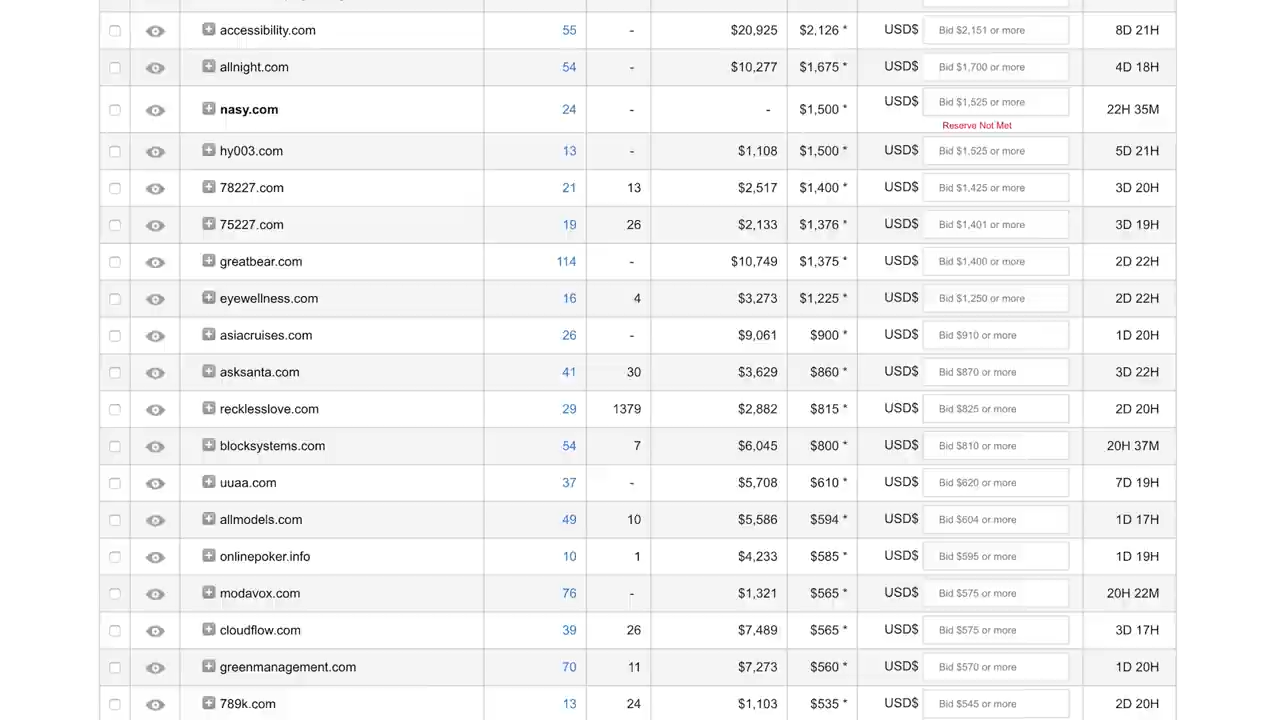 accessibility.com 55 - $20,925 $2,126 * USD$ Bid $2,151 or more 8D 21H
allnight.com 54 - $10,277 $1,675 * USD$ Bid $1,700 or more 4D 18H
nasy.com 24 - - $1,500 * USD$ Bid $1,525 or more 22H 35M
Reserve Not Met
hy003.com 13 - $1,108 $1,500 * USD$ Bid $1,525 or more 5D 21H
78227.com 21 13 $2,517 $1,400 * USD$ Bid $1,425 or more 3D 20H
75227.com 19 26 $2,133 $1,376 * USD$ Bid $1,401 or more 3D 19H
greatbear.com 114 - $10,749 $1,375 * USD$ Bid $1,400 or more 2D 22H
eyewellness.com 16 4 $3,273 $1,225 * USD$ Bid $1,250 or more 2D 22H
asiacruises.com 26 - $9,061 $900 * USD$ Bid $910 or more 1D 20H
asksanta.com 41 30 $3,629 $860 * USD$ Bid $870 or more 3D 22H
recklesslove.com 29 1379 $2,882 $815 * USD$ Bid $825 or more 2D 20H
blocksystems.com 54 7 $6,045 $800 * USD$ Bid $810 or more 20H 37M
uuaa.com 37 - $5,708 $610 * USD$ Bid $620 or more 7D 19H
allmodels.com 49 10 $5,586 $594 * USD$ Bid $604 or more 1D 17H
onlinepoker.info 10 1 $4,233 $585 * USD$ Bid $595 or more 1D 19H
modavox.com 76 - $1,321 $565 * USD$ Bid $575 or more 20H 22M
cloudflow.com 39 26 $7,489 $565 * USD$ Bid $575 or more 3D 17H
greenmanagement.com 70 11 $7,273 $560 * USD$ Bid $570 or more 1D 20H
789k.com 13 24 $1,103 $535 * USD$ Bid $545 or more 2D 20H